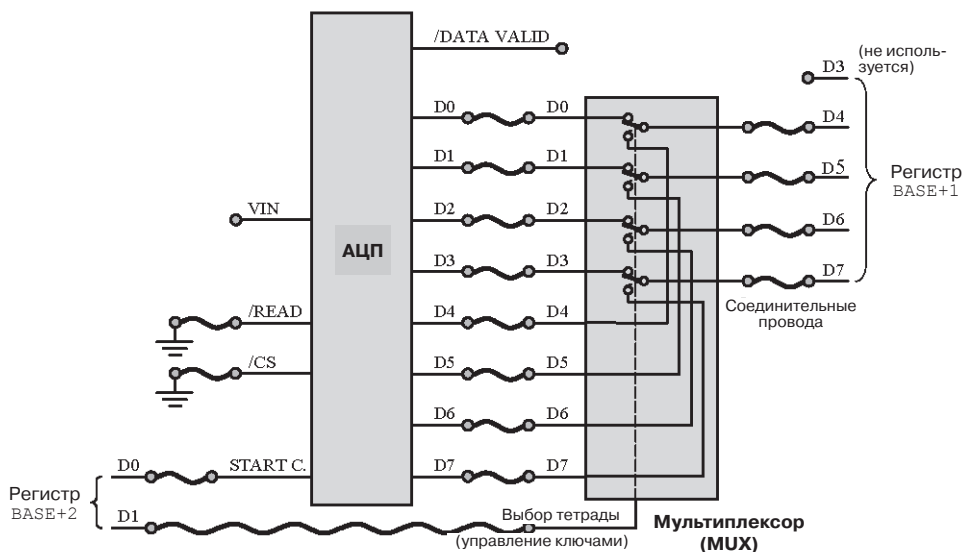 /DATA VALID
(не исполь-
зуется)
D3
D0
D0
D4
D1
D1
D5
Регистр
BASE+1
D2
D2
D6
VIN
АЦП
D3
D3
D7
Соединительные
провода
/READ
D4
D4
/CS
D5
D5
D6
D6
D0
START C.
D7
D7
Регистр
BASE+2
D1
Выбор тетрады
(управление ключами)
Мультиплексор
(MUX)